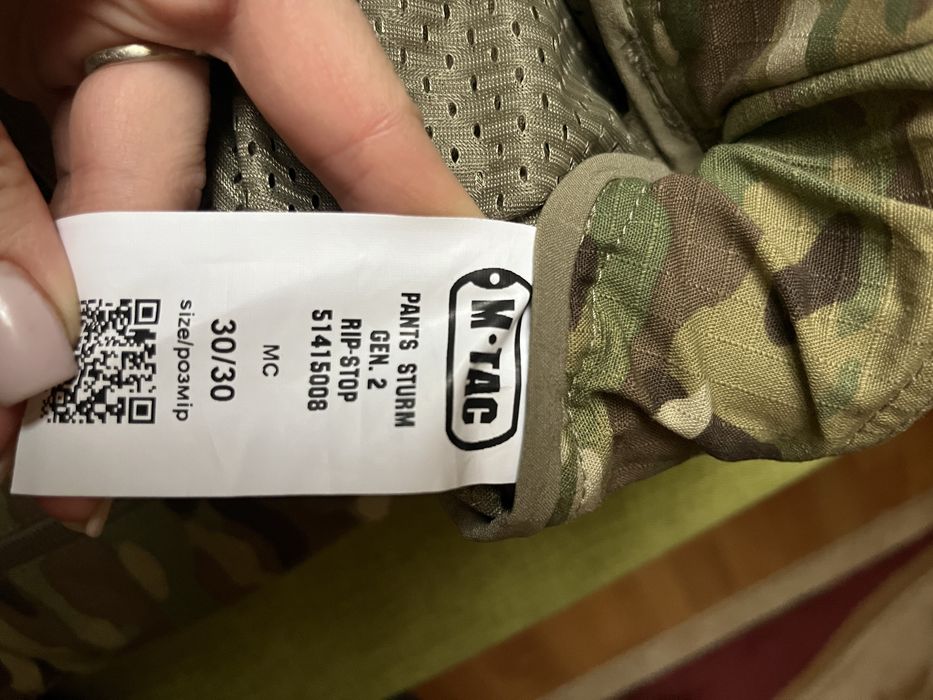 M·TAC
PANTS STURM
GEN. 2
RIP-STOP
51415008
MC
30/30
size/розмір